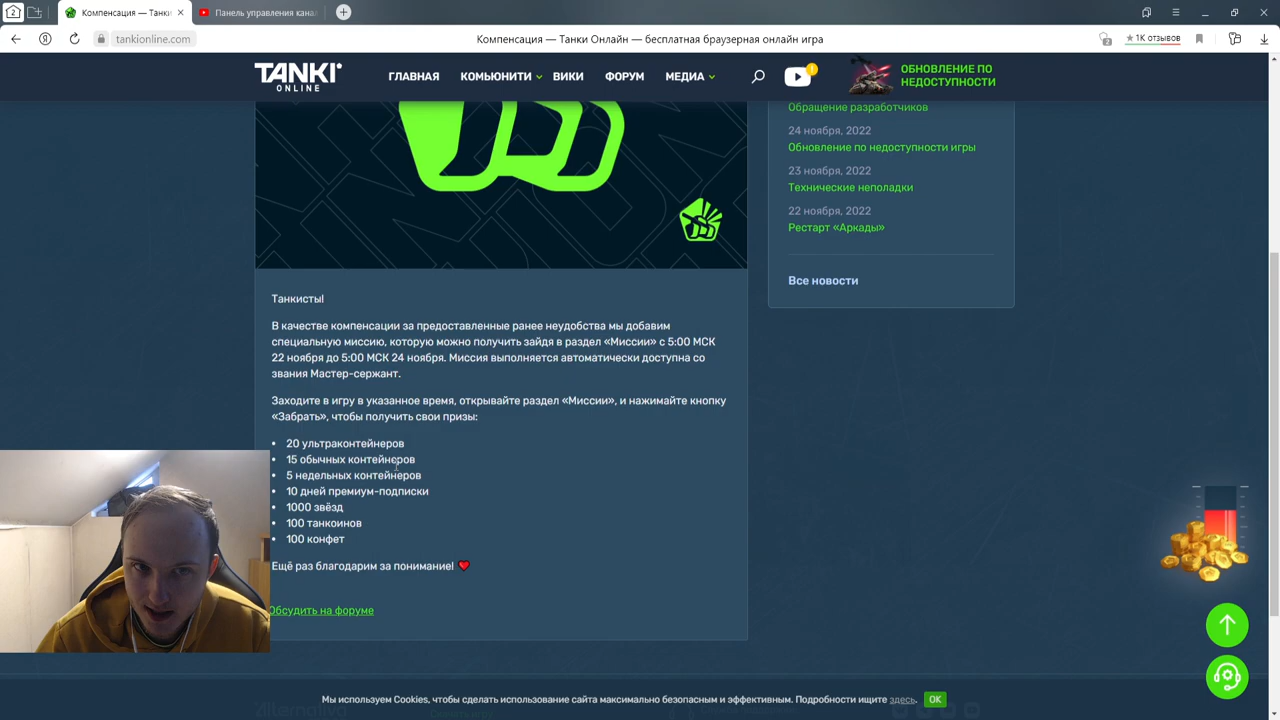 2
Компенсация — Танки
Панель управления кана
tankionline.com
Компенсация — Танки Онлайн — бесплатная браузерная онлайн игра
1К отзывов
TANKI
ONLINE
ГЛАВНАЯ
КОМЬЮНИТИ
ВИКИ
ФОРУМ
МЕДИА
ОБНОВЛЕНИЕ ПО
НЕДОСТУПНОСТИ
Обращение разработчиков
24 ноября, 2022
Обновление по недоступности игры
23 ноября, 2022
Технические неполадки
22 ноября, 2022
Рестарт «Аркады»
Все новости
Танкисты!
В качестве компенсации за предоставленные ранее неудобства мы добавим
специальную миссию, которую можно получить зайдя в раздел «Миссии» с 5:00 МСК
22 ноября до 5:00 МСК 24 ноября. Миссия выполняется автоматически доступна со
звания Мастер-сержант.
Заходите в игру в указанное время, открывайте раздел «Миссии», и нажимайте кнопку
«Забрать», чтобы получить свои призы:
• 20 ультраконтейнеров
• 15 обычных контейнеров
• 5 недельных контейнеров
• 10 дней премиум-подписки
• 1000 звёзд
• 100 танкоинов
• 100 конфет
Ещё раз благодарим за понимание! ❤
Обсудить на форуме
Мы используем Cookies, чтобы сделать использование сайта максимально безопасным и эффективным. Подробности ищите здесь.
OK